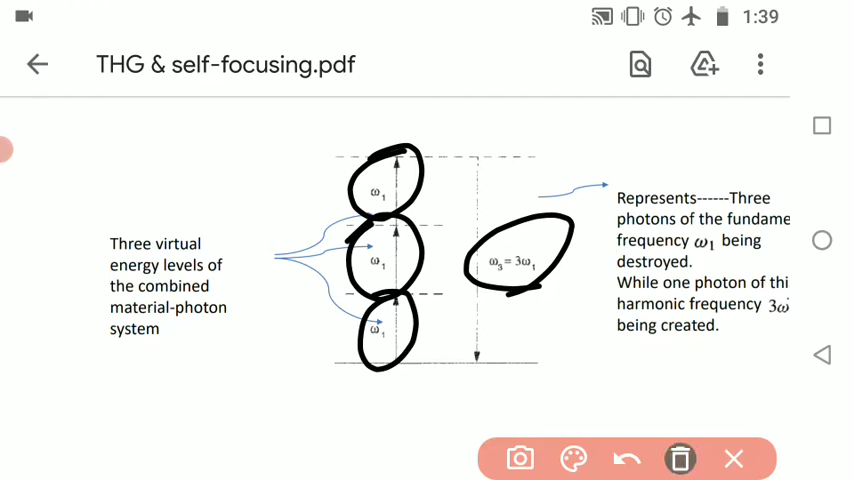 1:39
THG & self-focusing.pdf
Three virtual
energy levels of
the combined
material-photon
system
ω1
ω1
ω1
ω3 = 3ω1
Represents------Three
photons of the fundame
frequency ω1 being
destroyed.
While one photon of thi
harmonic frequency 3ω
being created.